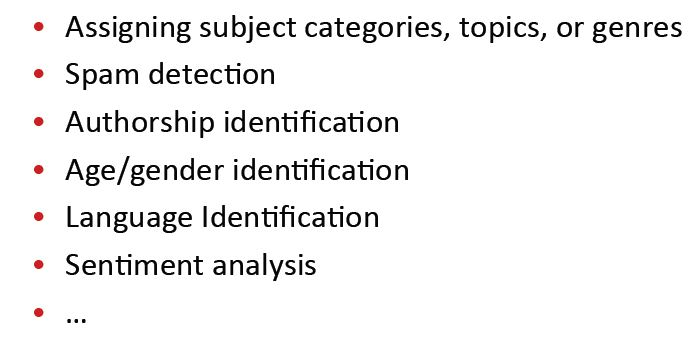 • Assigning subject categories, topics, or genres
• Spam detection
• Authorship identification
• Age/gender identification
• Language Identification
• Sentiment analysis
• …